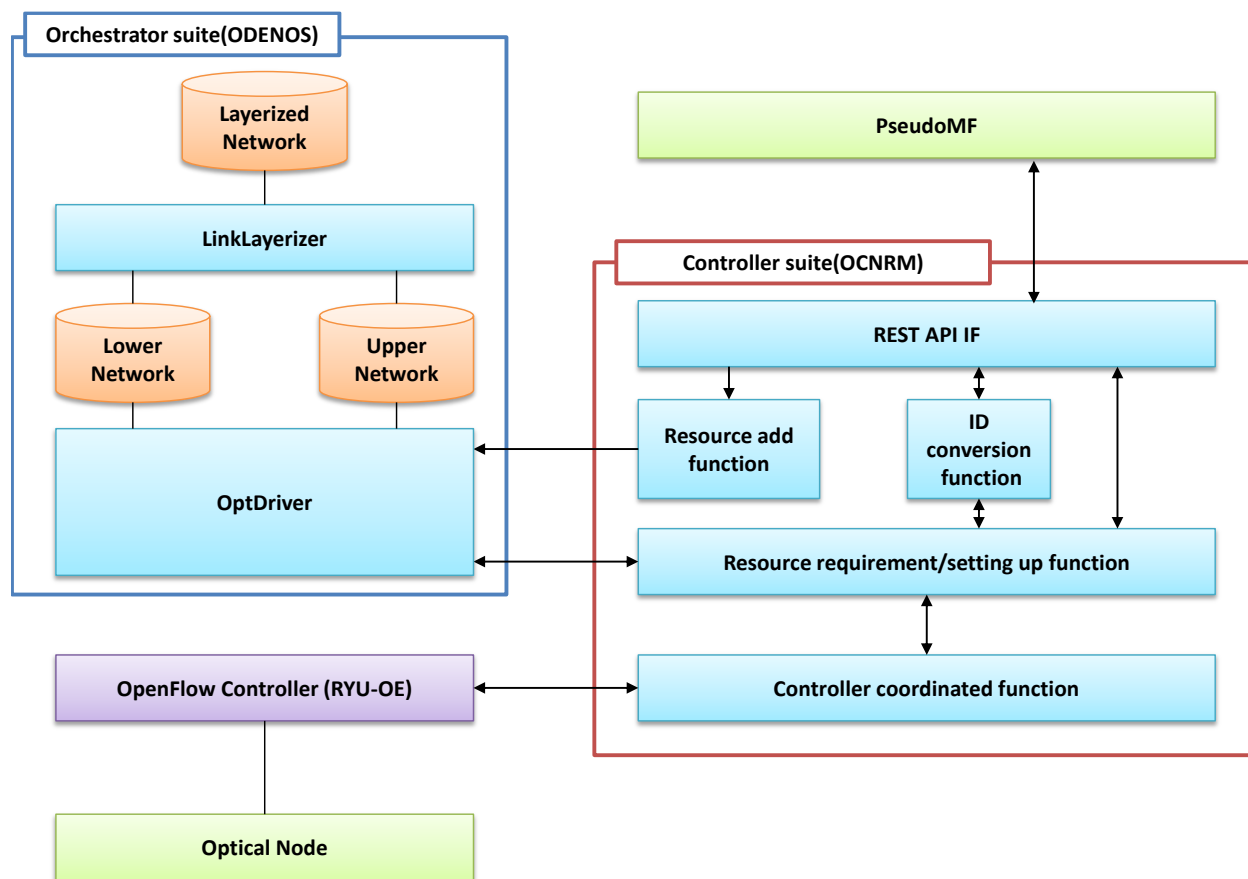 Orchestrator suite(ODENOS)
Layerized
Network
LinkLayerizer
Lower
Network
Upper
Network
OptDriver
PseudoMF
Controller suite(OCNRM)
REST API IF
Resource add
function
ID
conversion
function
Resource requirement/setting up function
Controller coordinated function
OpenFlow Controller (RYU-OE)
Optical Node